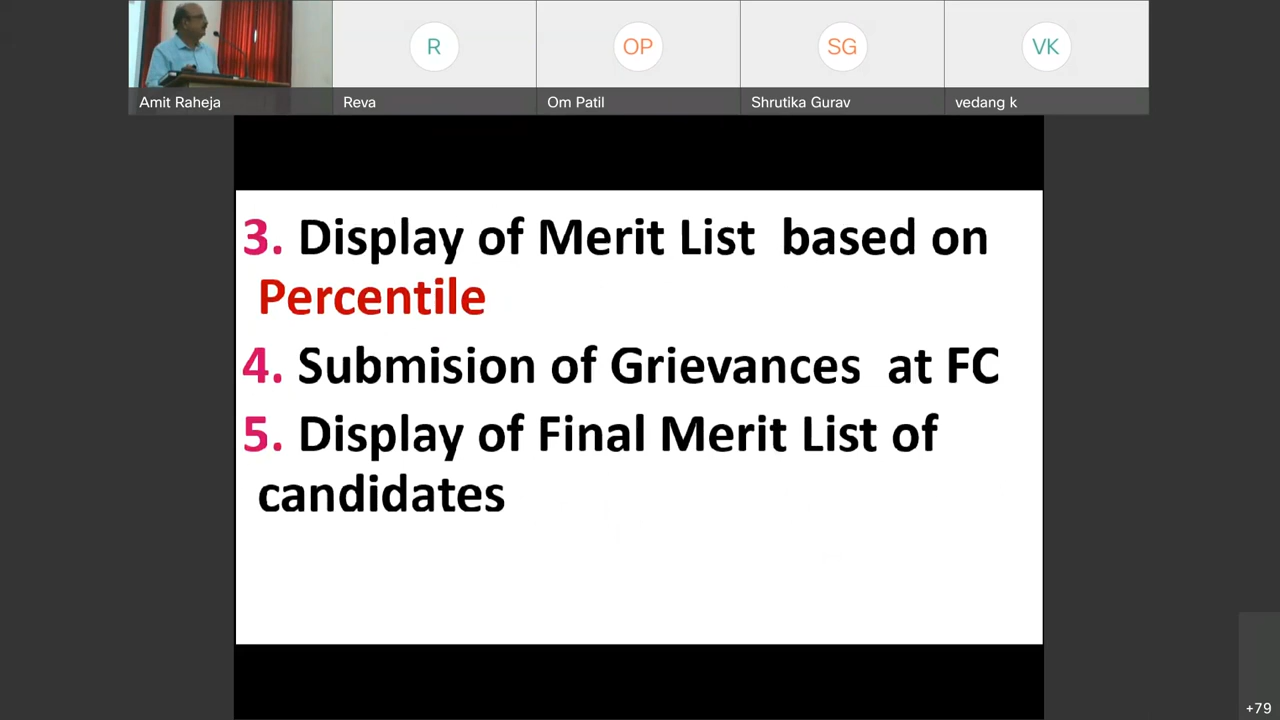 R
OP
SG
VK
Amit Raheja
Reva
Om Patil
Shrutika Gurav
vedang k
3. Display of Merit List based on
Percentile
4. Submision of Grievances at FC
5. Display of Final Merit List of
candidates
+79